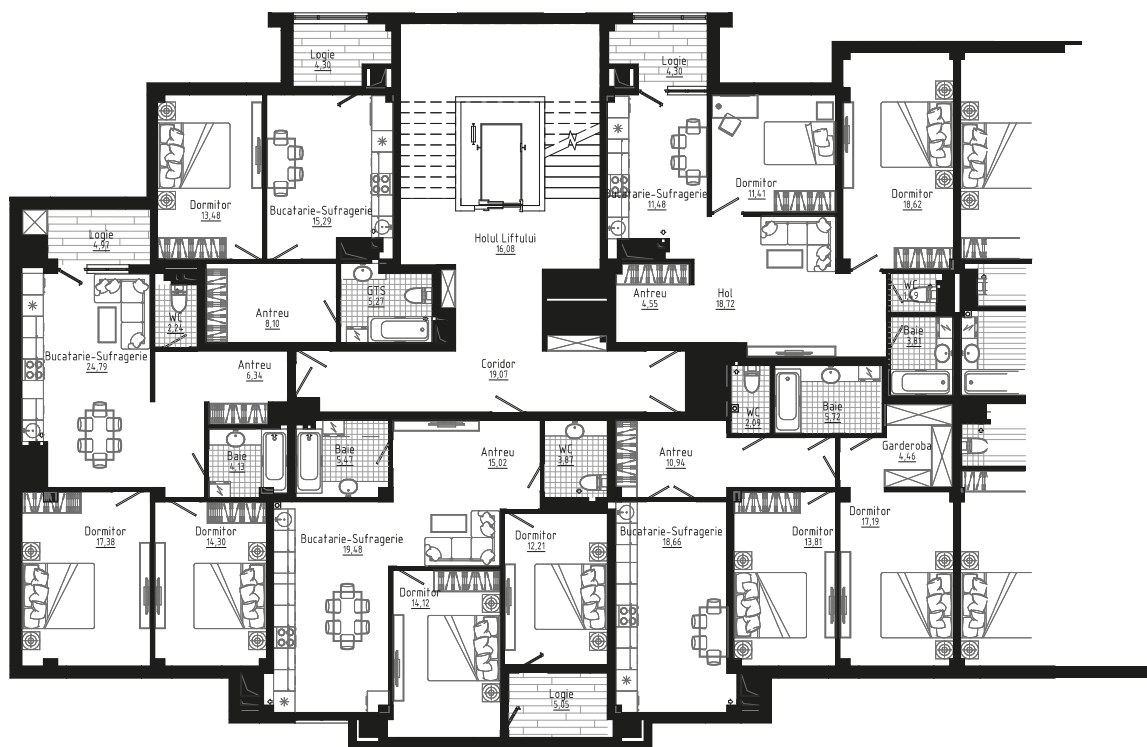 Logie
4,30
Logie
4,30
Dormitor
13,48
Bucatarie-Sufragerie
15,29
Bucatarie-Sufragerie
11,48
Dormitor
11,41
Dormitor
18,62
Logie
4,97
Holul Liftului
16,08
WC
2,24
Antreu
8,10
GTS
5,27
Antreu
4,55
Hol
18,72
WC
1,49
Baie
3,81
Bucatarie-Sufragerie
24,79
Antreu
6,34
Coridor
19,07
WC
2,09
Baie
5,72
Baie
4,13
Baie
5,47
Antreu
15,02
WC
3,87
Antreu
10,94
Garderoba
4,46
Dormitor
17,38
Dormitor
14,30
Bucatarie-Sufragerie
19,48
Dormitor
12,21
Bucatarie-Sufragerie
18,66
Dormitor
13,81
Dormitor
17,19
Dormitor
14,12
Logie
5,05